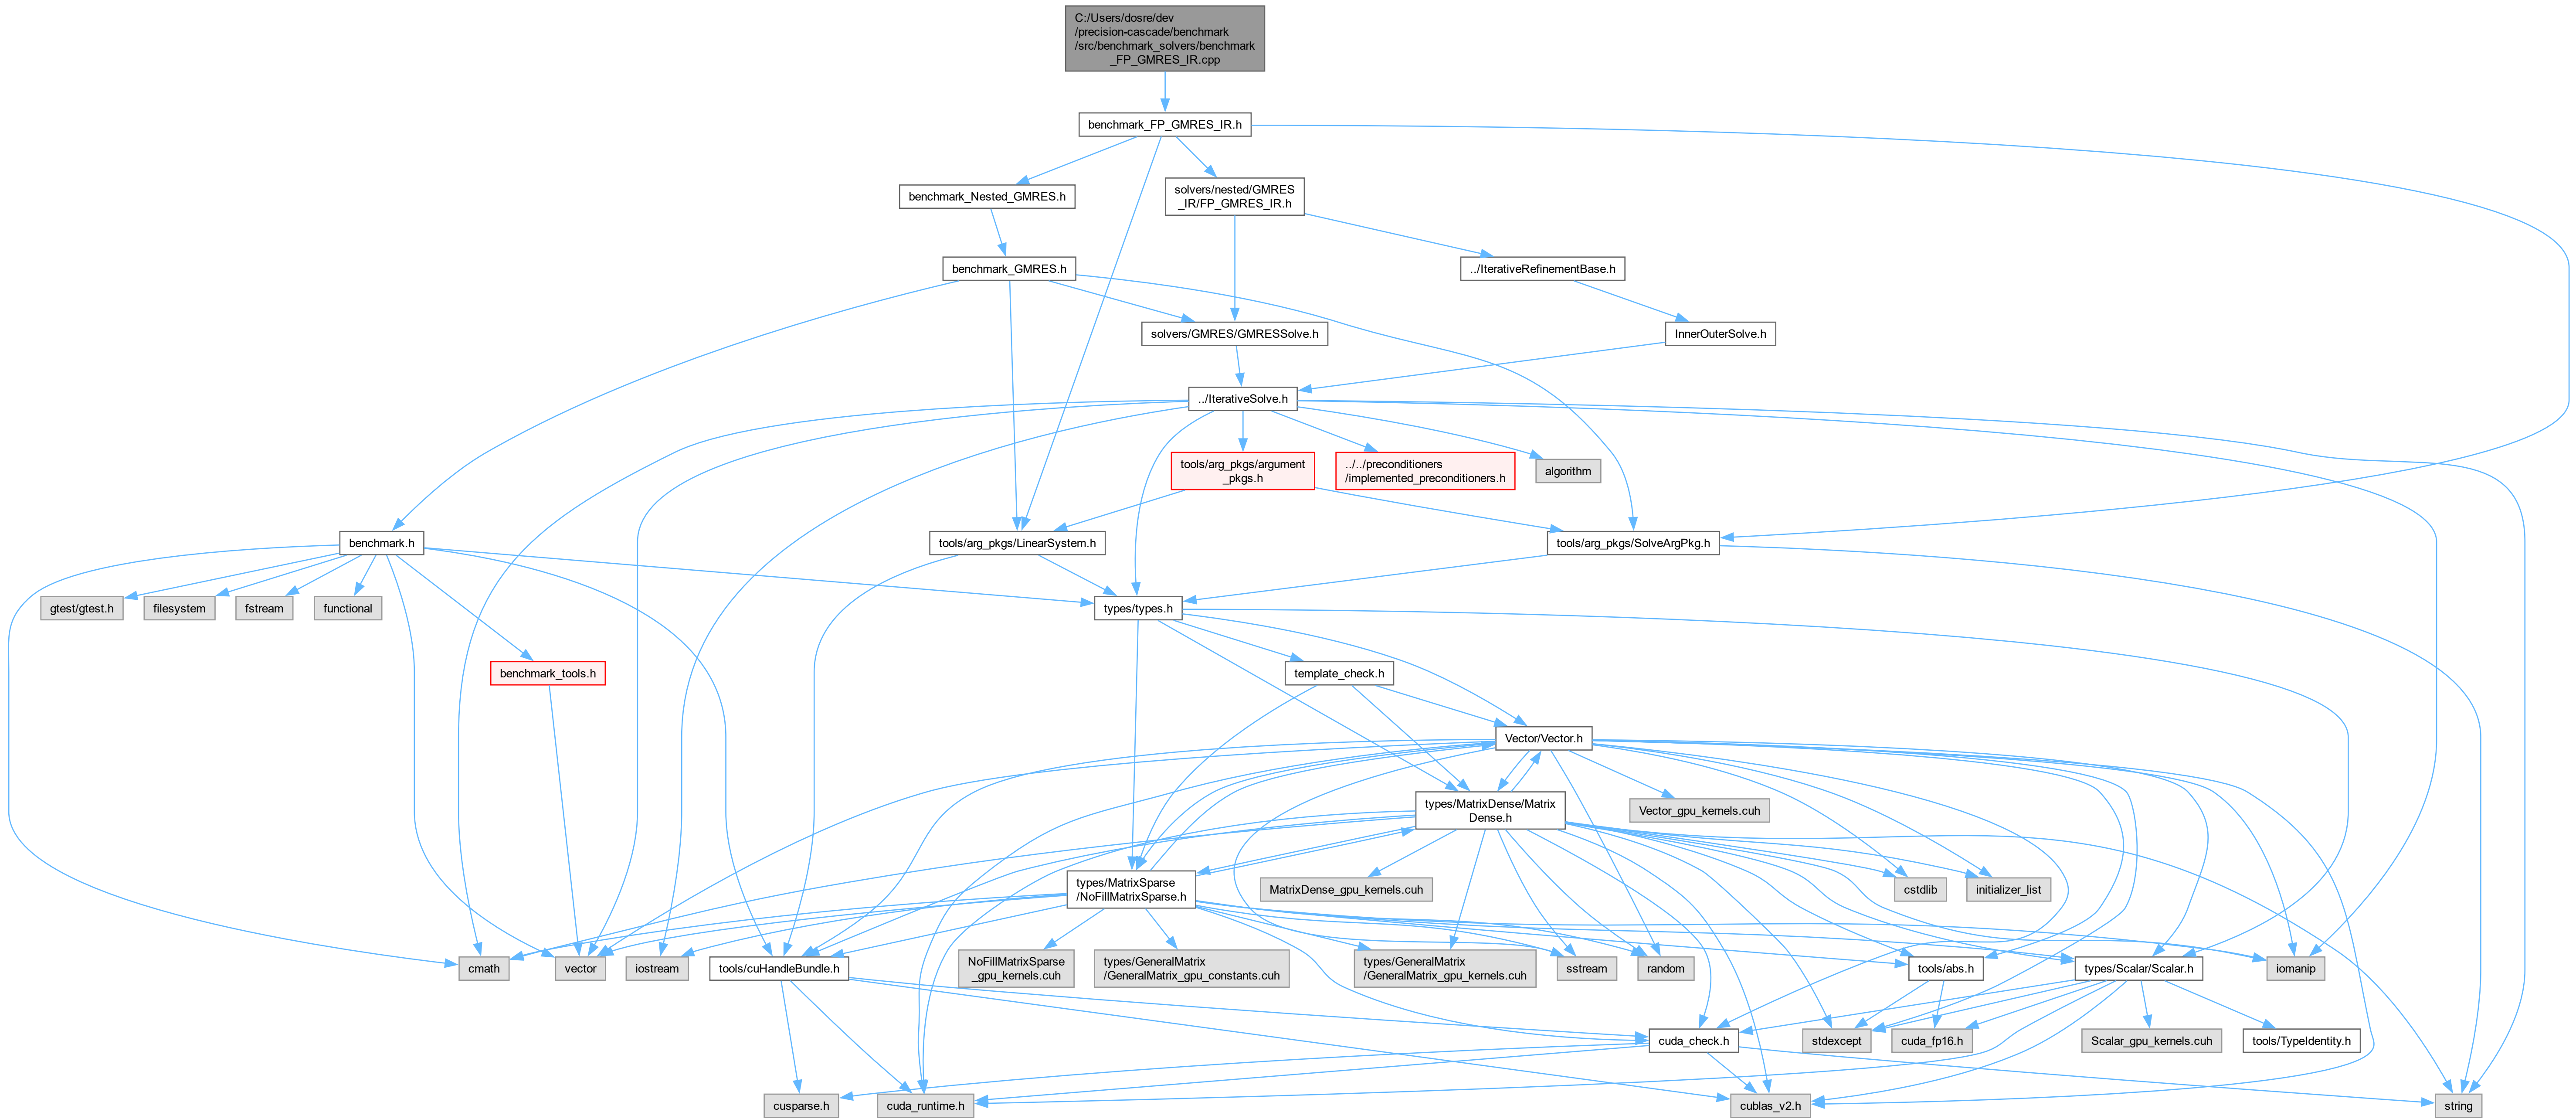 C:/Users/dosre/dev
/precision-cascade/benchmark
/src/benchmark_solvers/benchmark
_FP_GMRES_IR.cpp
benchmark_FP_GMRES_IR.h
benchmark_Nested_GMRES.h
solvers/nested/GMRES
_IR/FP_GMRES_IR.h
benchmark_GMRES.h
../IterativeRefinementBase.h
solvers/GMRES/GMRESSolve.h
InnerOuterSolve.h
../IterativeSolve.h
tools/arg_pkgs/argument
_pkgs.h
../../preconditioners
/implemented_preconditioners.h
algorithm
benchmark.h
tools/arg_pkgs/LinearSystem.h
tools/arg_pkgs/SolveArgPkg.h
gtest/gtest.h
filesystem
fstream
functional
types/types.h
benchmark_tools.h
template_check.h
Vector/Vector.h
types/MatrixDense/Matrix
Dense.h
Vector_gpu_kernels.cuh
types/MatrixSparse
/NoFillMatrixSparse.h
MatrixDense_gpu_kernels.cuh
cstdlib
initializer_list
cmath
vector
iostream
tools/cuHandleBundle.h
NoFillMatrixSparse
_gpu_kernels.cuh
types/GeneralMatrix
/GeneralMatrix_gpu_constants.cuh
types/GeneralMatrix
/GeneralMatrix_gpu_kernels.cuh
sstream
random
tools/abs.h
types/Scalar/Scalar.h
iomanip
cuda_check.h
stdexcept
cuda_fp16.h
Scalar_gpu_kernels.cuh
tools/TypeIdentity.h
cusparse.h
cuda_runtime.h
cublas_v2.h
string